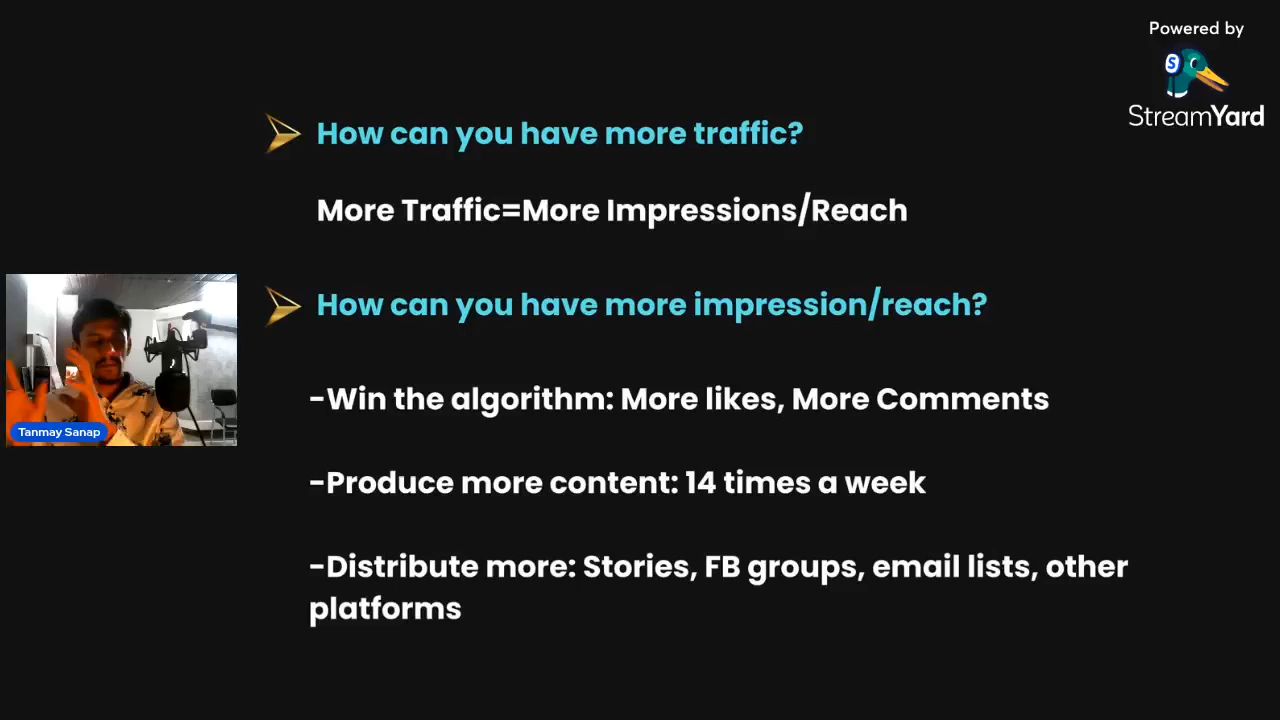 Powered by
StreamYard
How can you have more traffic?
More Traffic=More Impressions/Reach
How can you have more impression/reach?
Tanmay Sanap
-Win the algorithm: More likes, More Comments
-Produce more content: 14 times a week
-Distribute more: Stories, FB groups, email lists, other
platforms